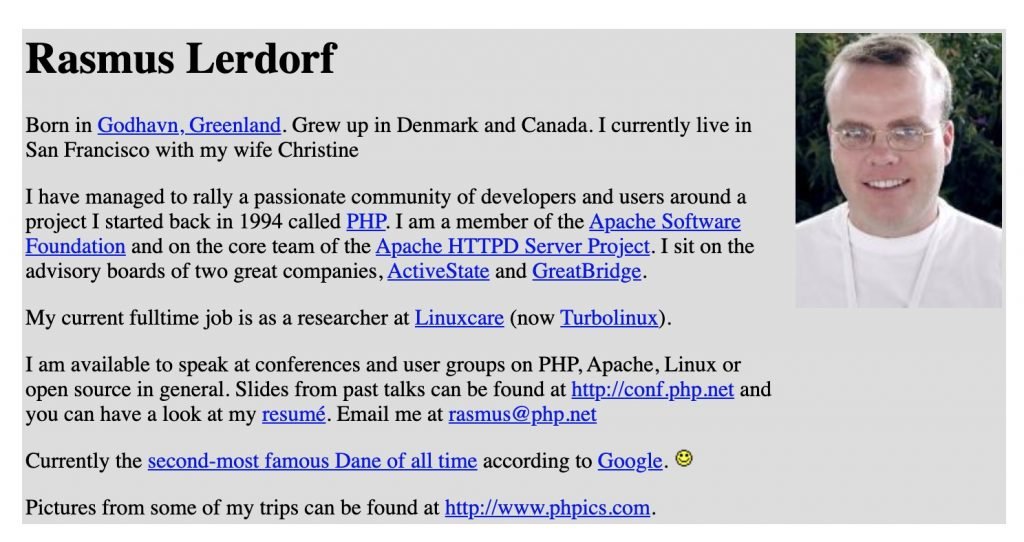 Rasmus Lerdorf
Born in Godhavn, Greenland. Grew up in Denmark and Canada. I currently live in
San Francisco with my wife Christine
I have managed to rally a passionate community of developers and users around a
project I started back in 1994 called PHP. I am a member of the Apache Software
Foundation and on the core team of the Apache HTTPD Server Project. I sit on the
advisory boards of two great companies, ActiveState and GreatBridge.
My current fulltime job is as a researcher at Linuxcare (now Turbolinux).
I am available to speak at conferences and user groups on PHP, Apache, Linux or
open source in general. Slides from past talks can be found at http://conf.php.net and
you can have a look at my resumé. Email me at rasmus@php.net
Currently the second-most famous Dane of all time according to Google.
Pictures from some of my trips can be found at http://www.phpics.com.